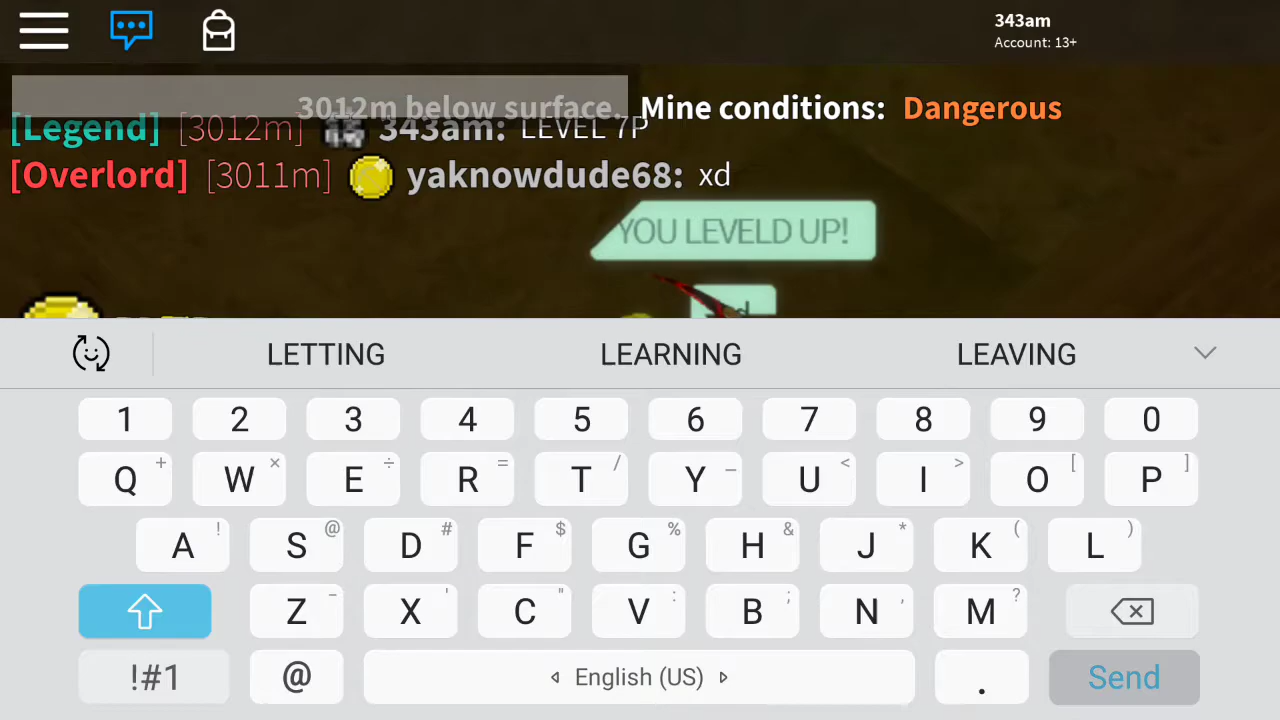 343am
Account: 13+
3012m below surface. Mine conditions: Dangerous
[Legend] [3012m] 343am: LEVEL 7P
[Overlord] [3011m] yaknowdude68: xd
YOU LEVELD UP!
LETTING LEARNING LEAVING
1 2 3 4 5 6 7 8 9 0
Q + W × E ÷ R = T / Y _ U < I > O [ P ]
A ! S @ D # F $ G % H & J * K ( L )
Z - X ' C " V : B ; N , M ?
!#1 @ English (US) . Send